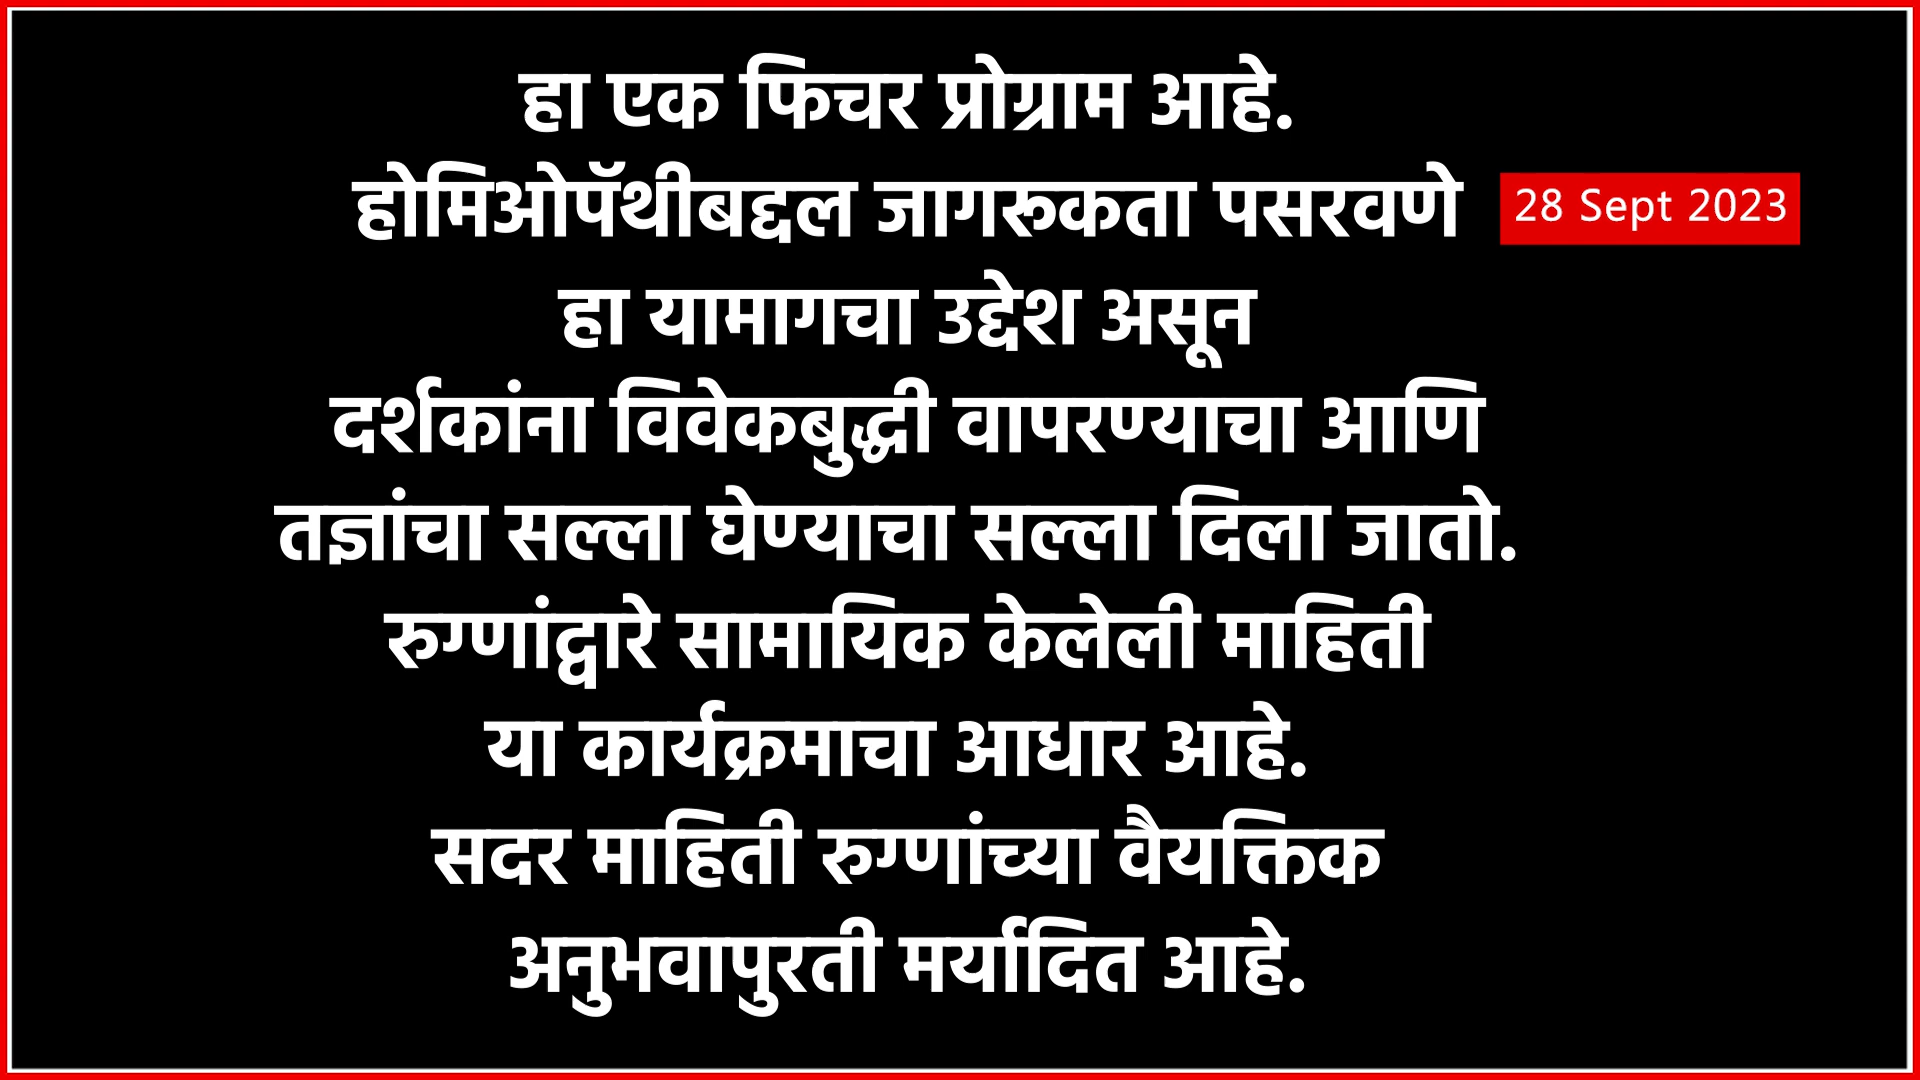 हा एक फिचर प्रोग्राम आहे.
होमिओपॅथीबद्दल जागरूकता पसरवणे
28 Sept 2023
हा यामागचा उद्देश असून
दर्शकांना विवेकबुद्धी वापरण्याचा आणि
तज्ञांचा सल्ला घेण्याचा सल्ला दिला जातो.
रुग्णांद्वारे सामायिक केलेली माहिती
या कार्यक्रमाचा आधार आहे.
सदर माहिती रुग्णांच्या वैयक्तिक
अनुभवापुरती मर्यादित आहे.